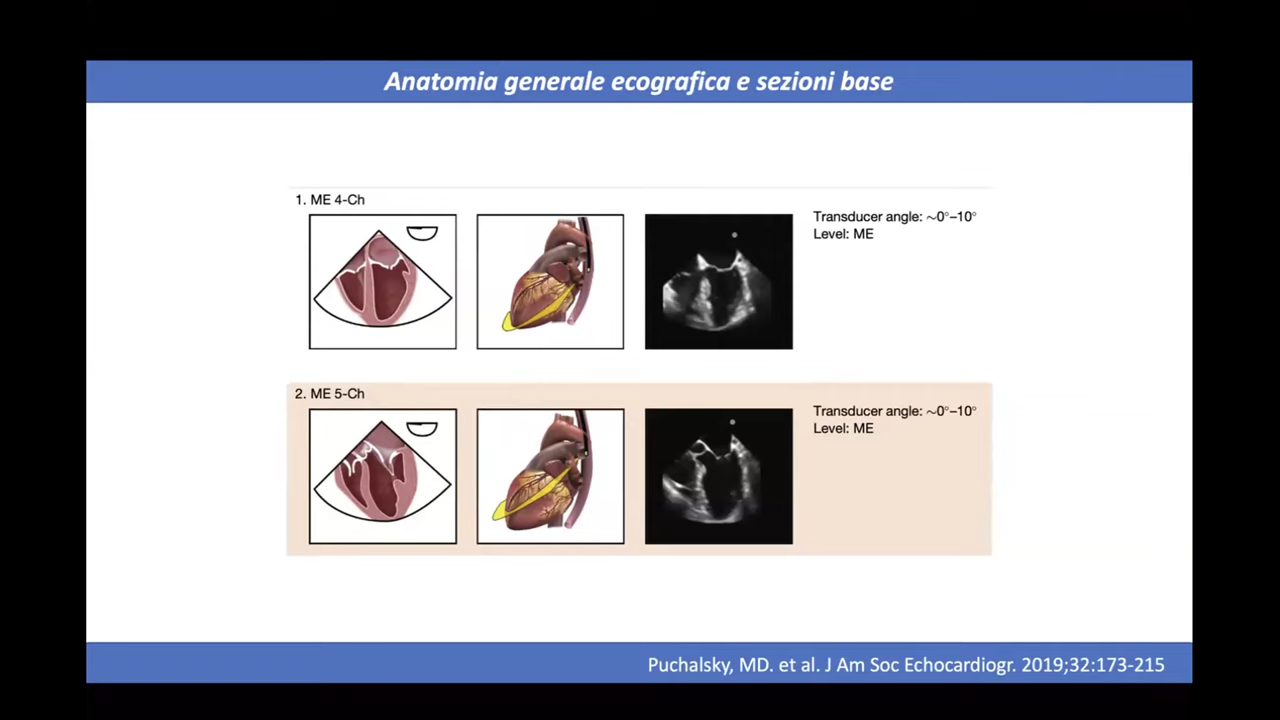 Anatomia generale ecografica e sezioni base
1. ME 4-Ch
Transducer angle: ~0°–10°
Level: ME
2. ME 5-Ch
Transducer angle: ~0°–10°
Level: ME
Puchalsky, MD. et al. J Am Soc Echocardiogr. 2019;32:173-215